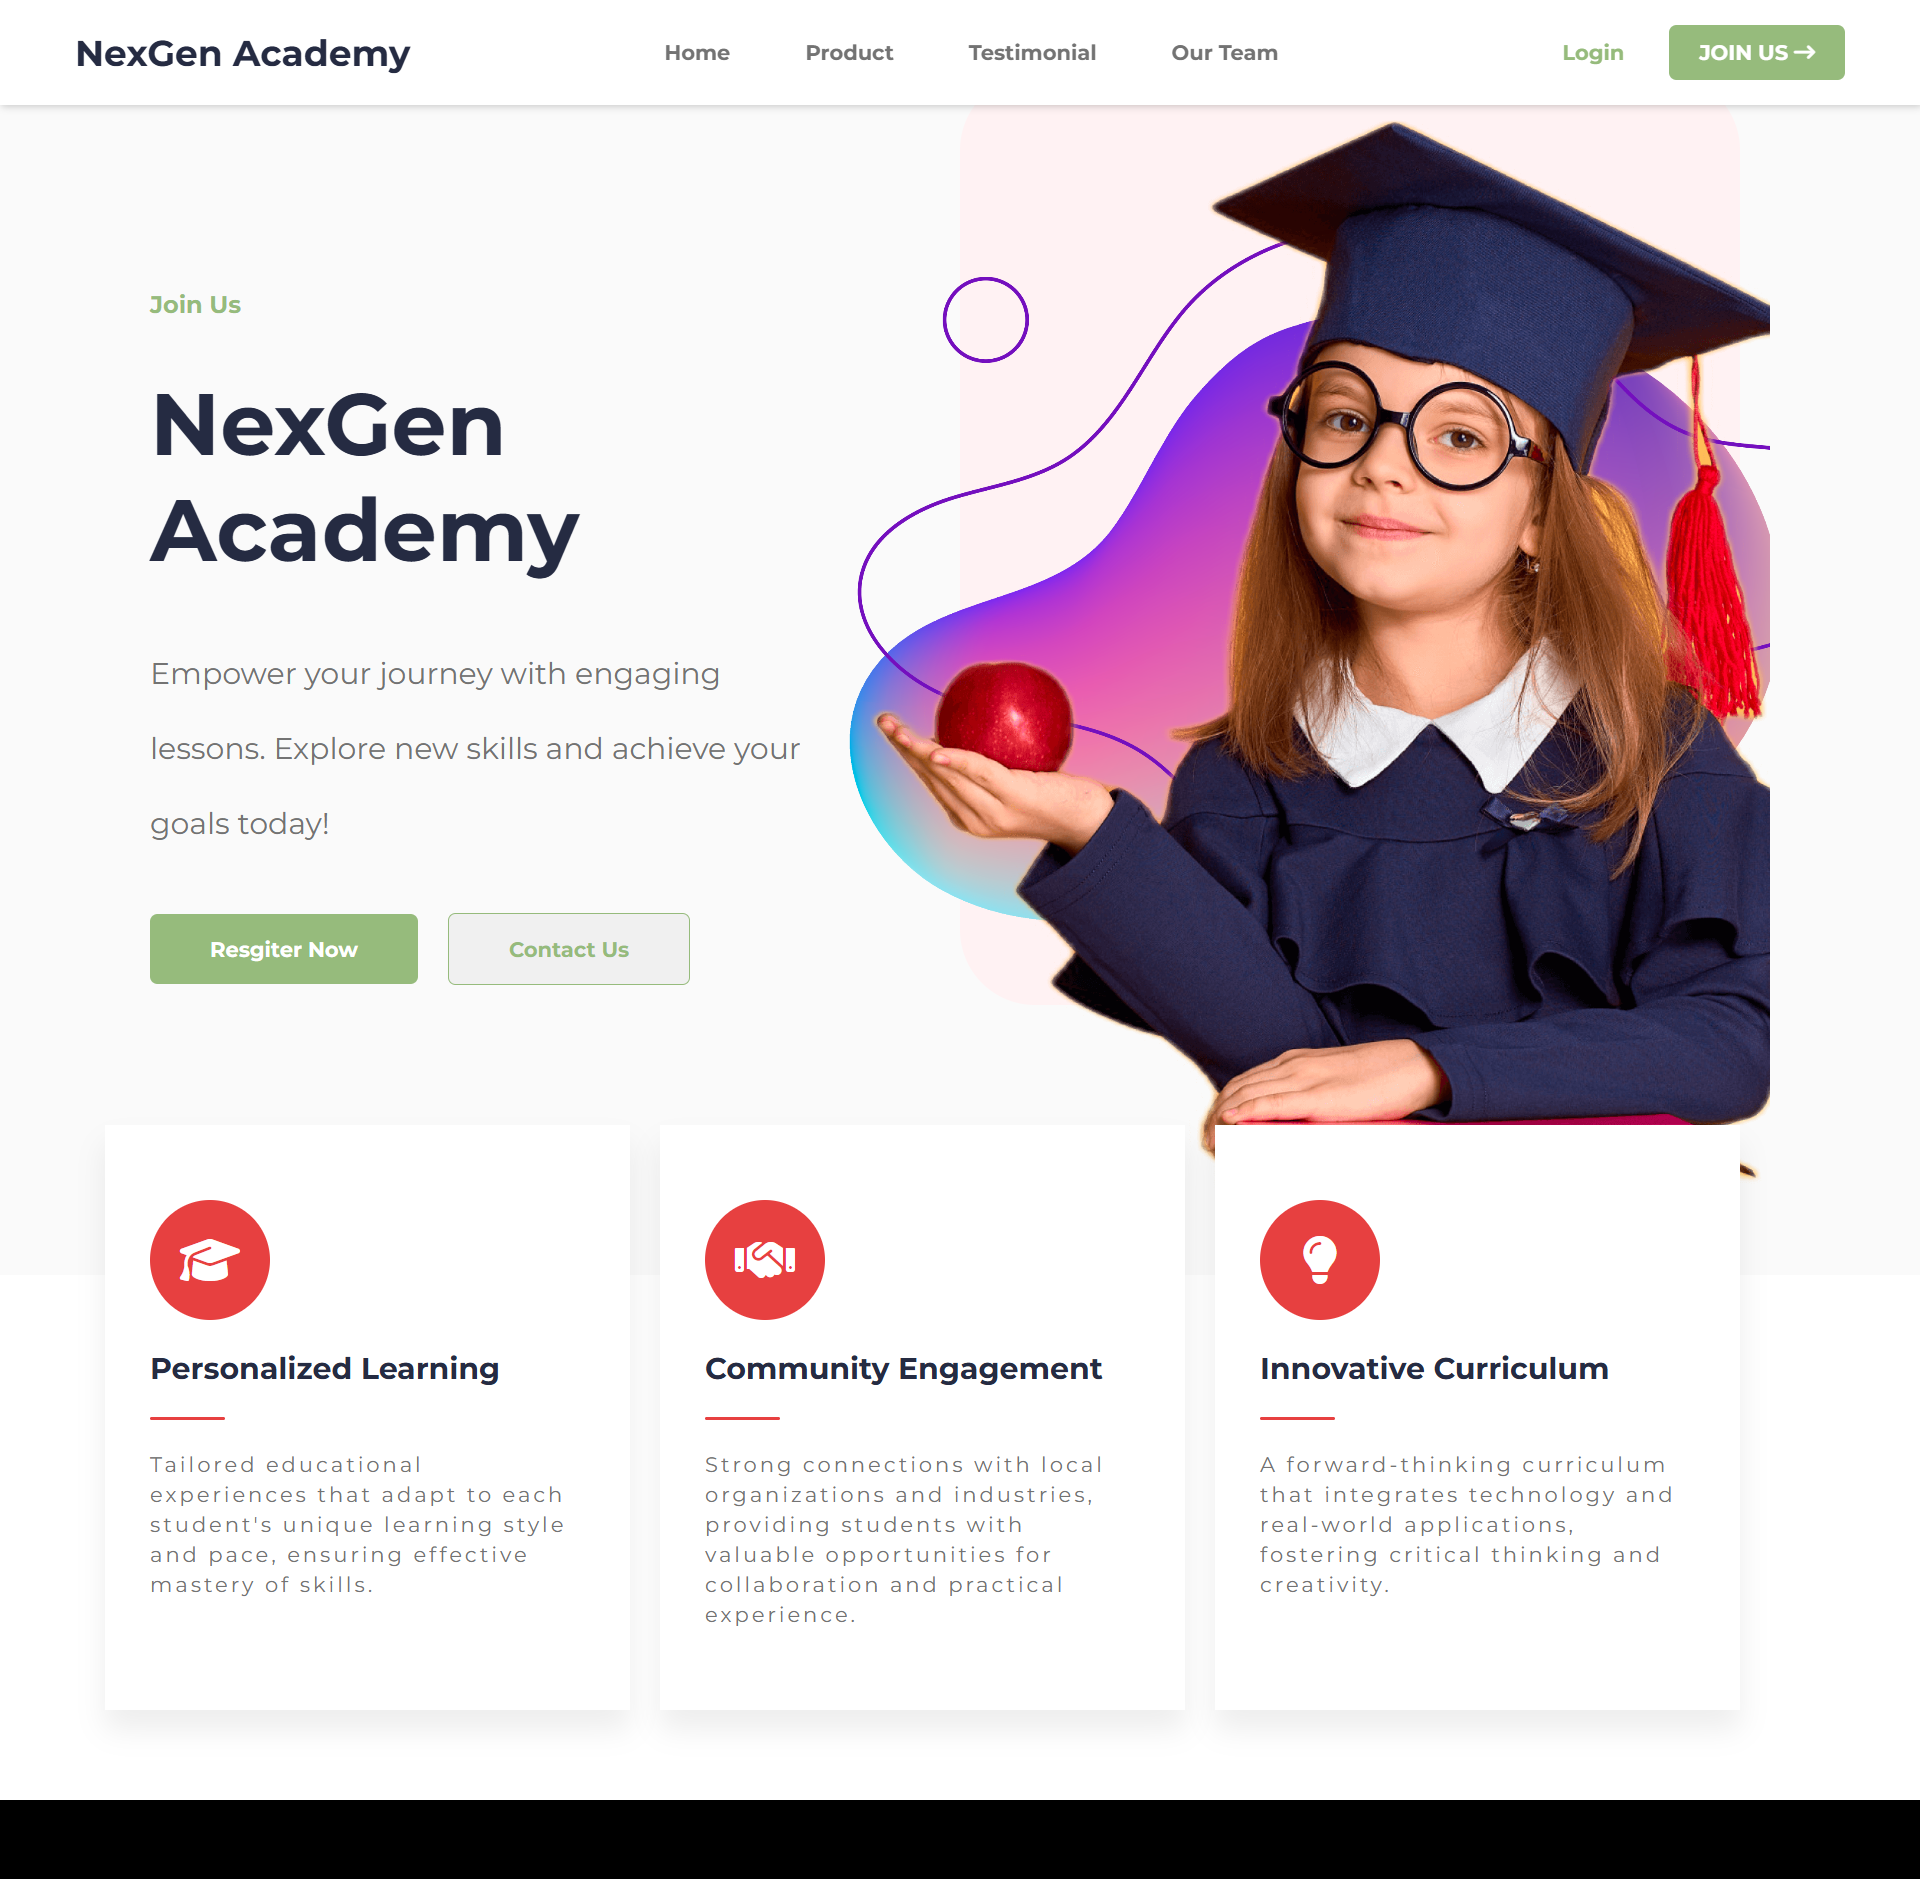 NexGen Academy
Home
Product
Testimonial
Our Team
Login
JOIN US
Join Us
NexGen
Academy
Empower your journey with engaging
lessons. Explore new skills and achieve your
goals today!
Resgiter Now
Contact Us
Personalized Learning
Tailored educational
experiences that adapt to each
student's unique learning style
and pace, ensuring effective
mastery of skills.
Community Engagement
Strong connections with local
organizations and industries,
providing students with
valuable opportunities for
collaboration and practical
experience.
Innovative Curriculum
A forward-thinking curriculum
that integrates technology and
real-world applications,
fostering critical thinking and
creativity.